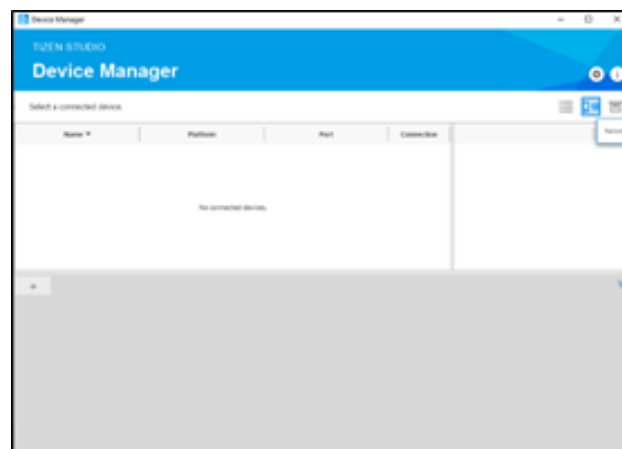 Device Manager
TIZEN STUDIO
Device Manager
Select a connected device.
Name Platform Port Connection
No connected devices.
+